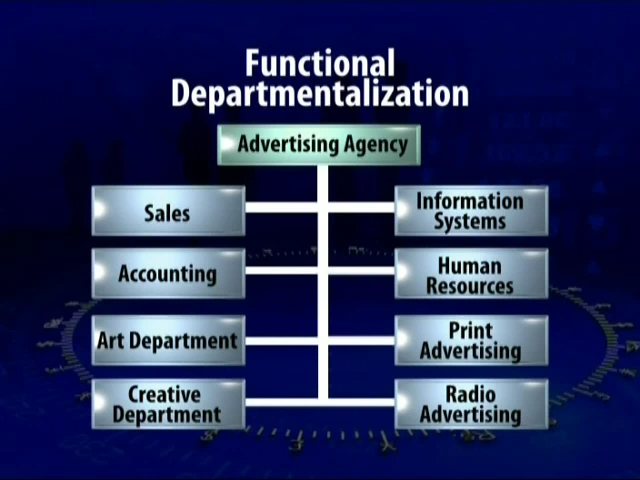 Functional
Departmentalization
Advertising Agency
Sales
Information
Systems
Accounting
Human
Resources
Art Department
Print
Advertising
Creative
Department
Radio
Advertising